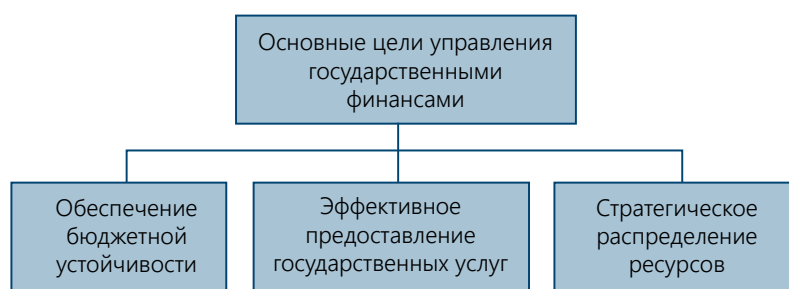 Основные цели управления
государственными
финансами
Обеспечение
бюджетной
устойчивости
Эффективное
предоставление
государственных услуг
Стратегическое
распределение
ресурсов